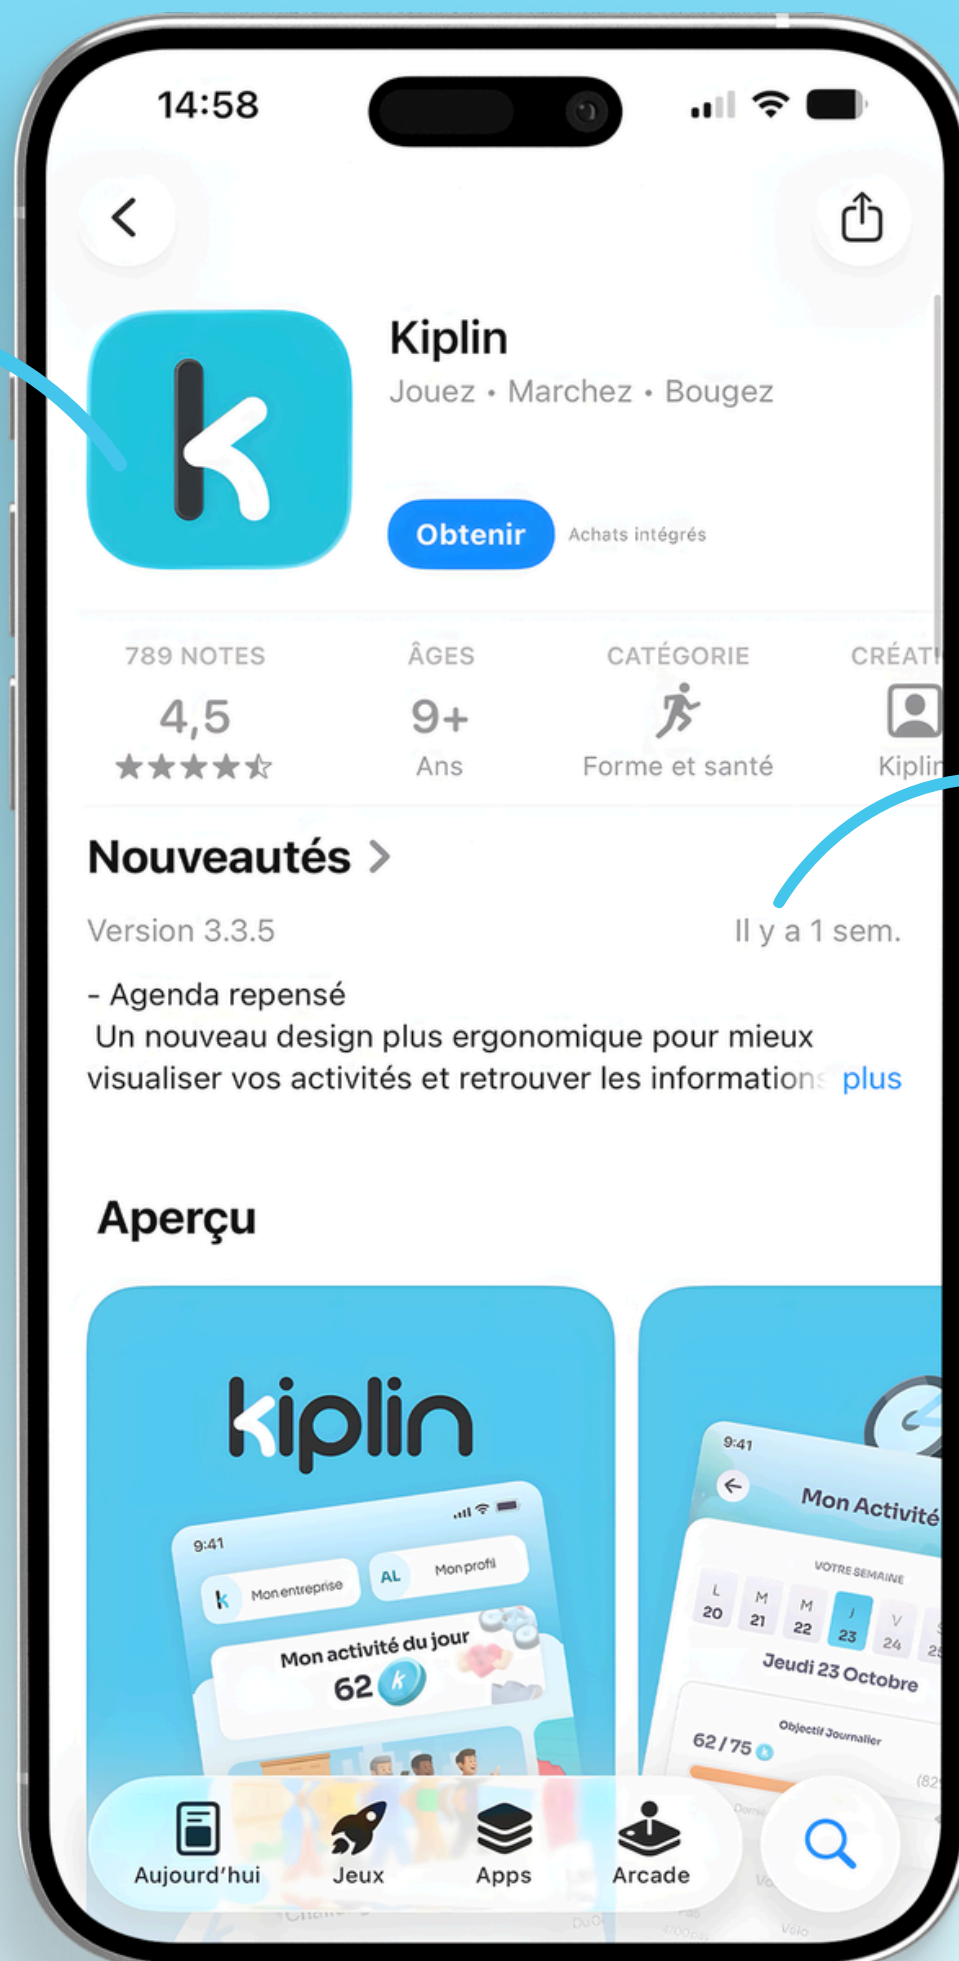 14:58
Kiplin
Jouez • Marchez • Bougez
Obtenir
Achats intégrés
789 NOTES
ÂGES
CATÉGORIE
4,5
9+
Ans
Forme et santé
Kiplin
Nouveautés
Version 3.3.5
Il y a 1 sem.
- Agenda repensé
Un nouveau design plus ergonomique pour mieux
visualiser vos activités et retrouver les informations plus
Aperçu
kiplin
9:41
Mon entreprise
AL
Mon profil
Mon activité du jour
62
9:41
Mon Activité
VOTRE SEMAINE
L M M J V
20 21 22 23 24
Jeudi 23 Octobre
Objectif Journalier
62 / 75
Aujourd'hui
Jeux
Apps
Arcade
Vélo